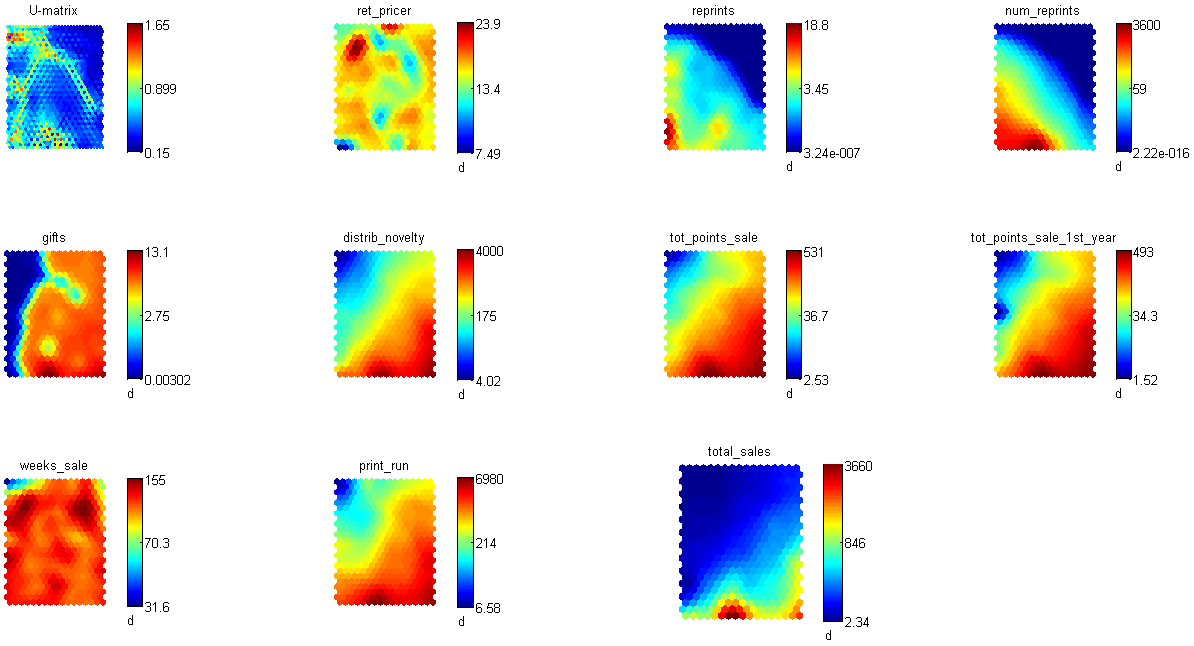 U-matrix
1.65
0.899
0.15
ret_pricer
23.9
13.4
7.49
d
reprints
18.8
3.45
3.24e-007
d
num_reprints
3600
59
2.22e-016
d
gifts
13.1
2.75
0.00302
d
distrib_novelty
4000
175
4.02
d
tot_points_sale
531
36.7
2.53
d
tot_points_sale_1st_year
493
34.3
1.52
d
weeks_sale
155
70.3
31.6
d
print_run
6980
214
6.58
d
total_sales
3660
846
2.34
d